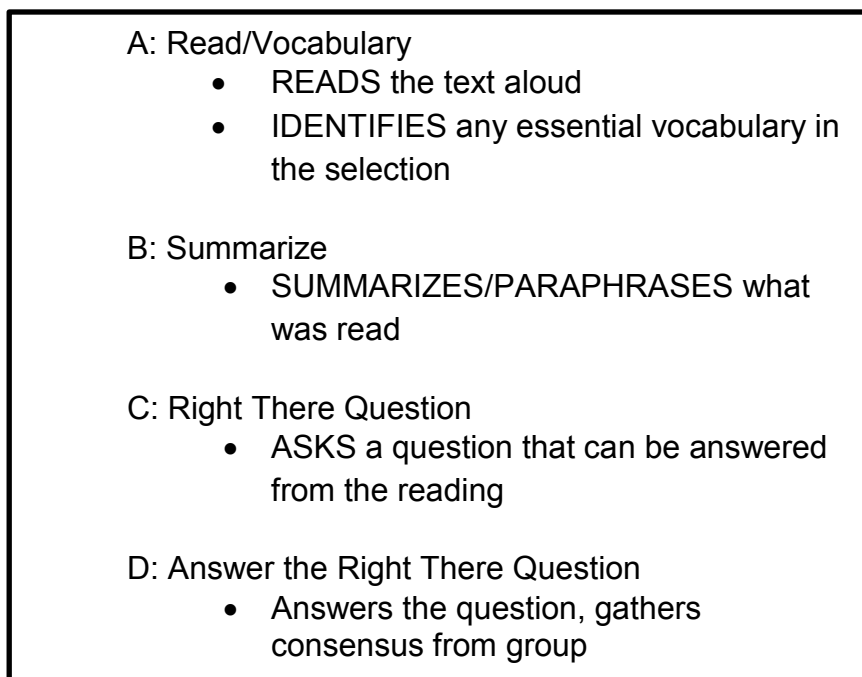 A: Read/Vocabulary
• READS the text aloud
• IDENTIFIES any essential vocabulary in
the selection
B: Summarize
• SUMMARIZES/PARAPHRASES what
was read
C: Right There Question
• ASKS a question that can be answered
from the reading
D: Answer the Right There Question
• Answers the question, gathers
consensus from group